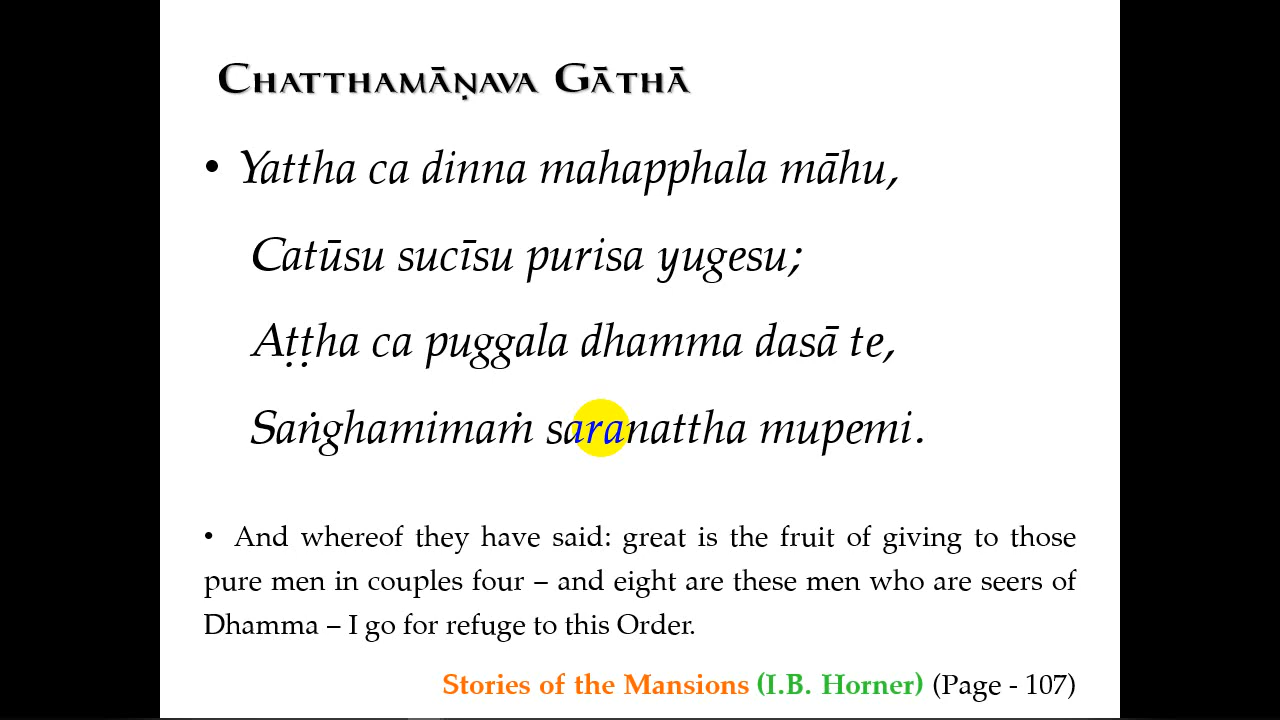 Chatthamāṇava Gāthā
• Yattha ca dinna mahapphala māhu,
Catūsu sucīsu purisa yugesu;
Aṭṭha ca puggala dhamma dasā te,
Saṅghamimaṁ saranattha mupemi.
• And whereof they have said: great is the fruit of giving to those
pure men in couples four – and eight are these men who are seers of
Dhamma – I go for refuge to this Order.
Stories of the Mansions (I.B. Horner) (Page - 107)